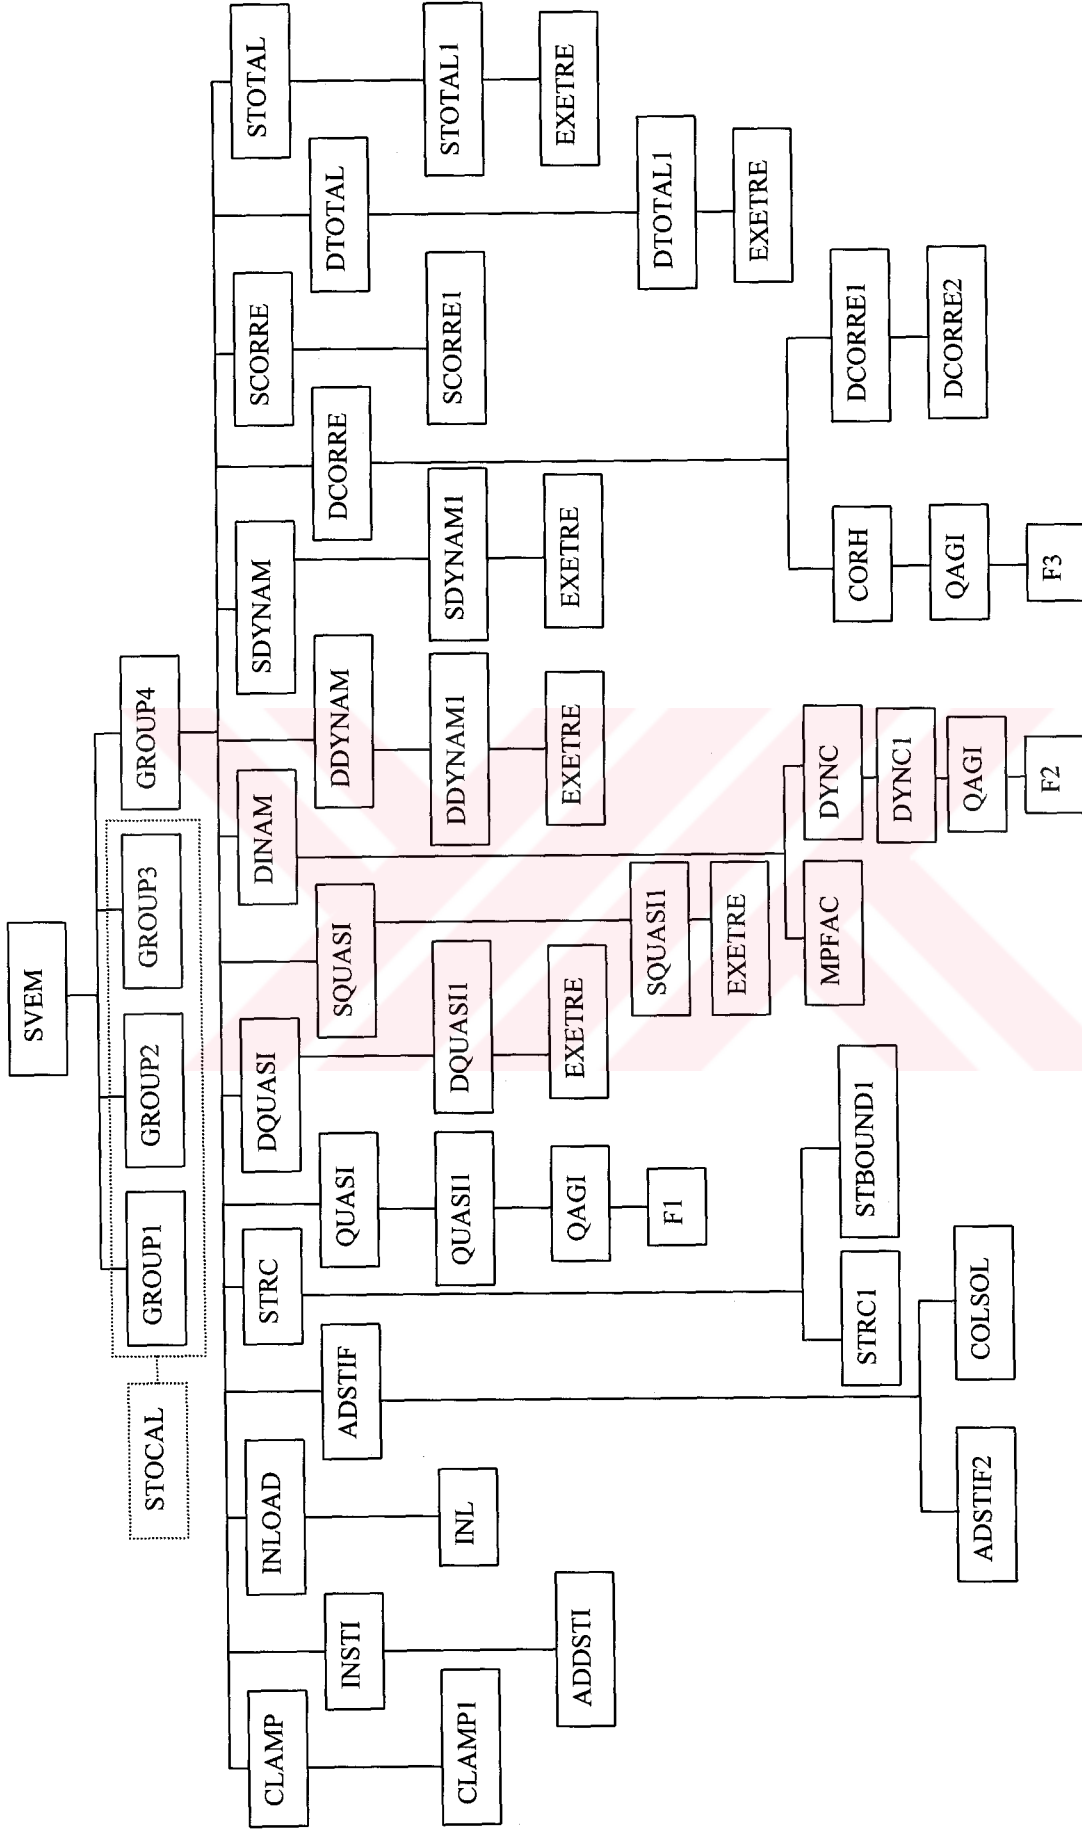 SVEM
GROUP1
GROUP2
GROUP3
GROUP4
STOCAL
CLAMP
INSTI
INLOAD
ADSTIF
STRC
QUASI
DQUASI
SQUASI
DINAM
DDYNAM
SDYNAM
DCORRE
SCORRE
DTOTAL
STOTAL
CLAMP1
INL
QUASI1
DQUASI1
DDYNAM1
SDYNAM1
SCORRE1
STOTAL1
ADDSTI
QAGI
EXETRE
EXETRE
EXETRE
EXETRE
F1
SQUASI1
DTOTAL1
EXETRE
EXETRE
STRC1
STBOUND1
MPFAC
DYNC
CORH
DCORRE1
DYNC1
ADSTIF2
COLSOL
QAGI
QAGI
DCORRE2
F2
F3